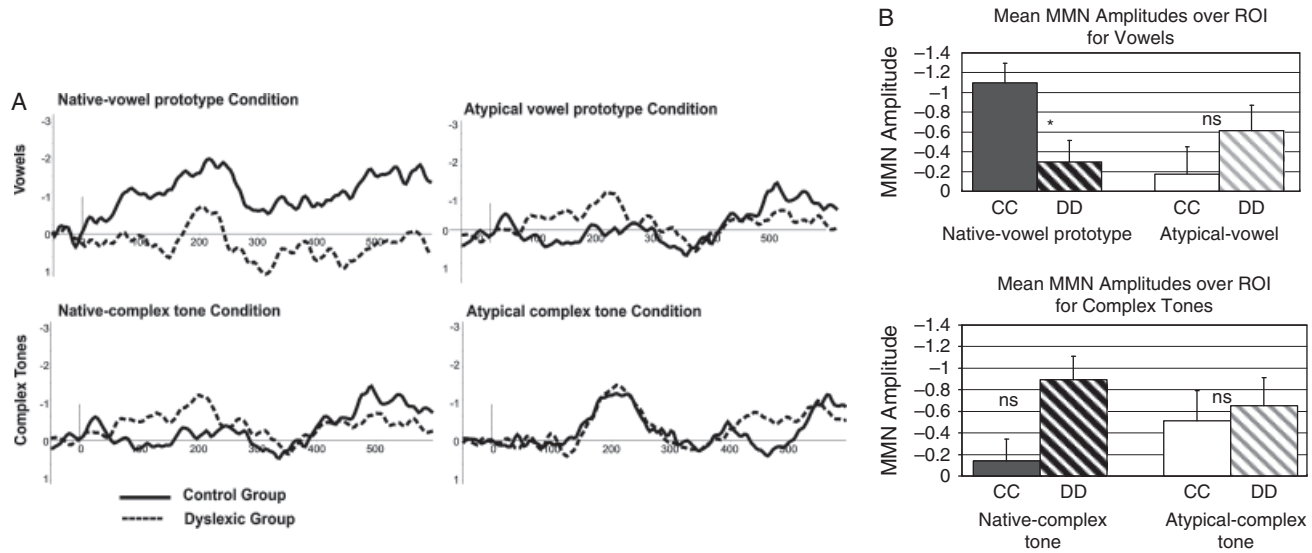 A
Native-vowel prototype Condition
Vowels
-3
-2
-1
0
1
100
200
300
400
500
Atypical vowel prototype Condition
-3
-2
-1
0
1
100
200
300
400
500
Native-complex tone Condition
Complex Tones
-3
-2
-1
0
1
100
200
300
400
500
Atypical complex tone Condition
-3
-2
-1
0
1
100
200
300
400
500
Control Group
Dyslexic Group
B
Mean MMN Amplitudes over ROI
for Vowels
MMN Amplitude
–1.4
–1.2
–1
–0.8
–0.6
–0.4
–0.2
0
*
ns
CC DD CC DD
Native-vowel prototype Atypical-vowel
Mean MMN Amplitudes over ROI
for Complex Tones
MMN Amplitude
–1.4
–1.2
–1
–0.8
–0.6
–0.4
–0.2
0
ns ns
CC DD CC DD
Native-complex Atypical-complex
tone tone